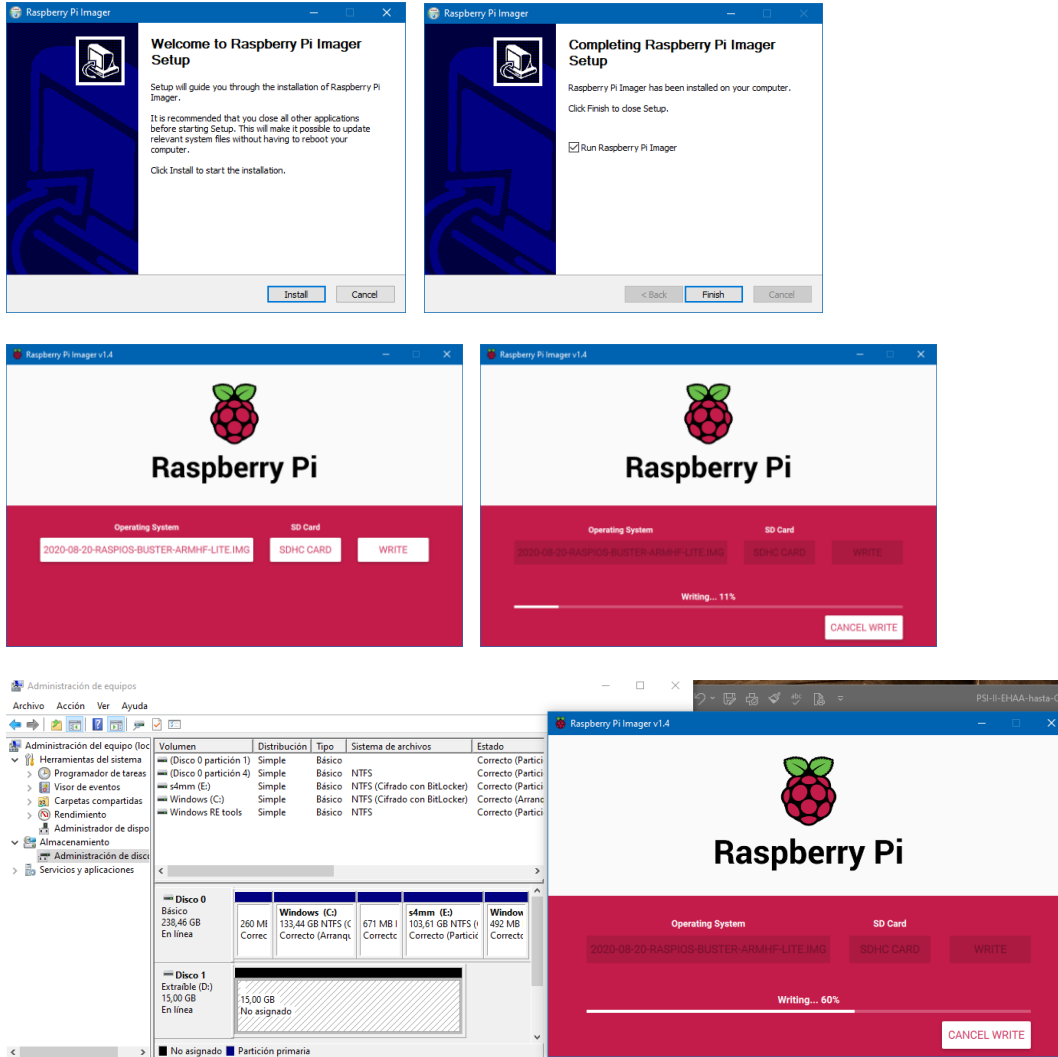 Raspberry Pi Imager
Welcome to Raspberry Pi Imager
Setup
Setup will guide you through the installation of Raspberry Pi
Imager.
It is recommended that you close all other applications
before starting Setup. This will make it possible to update
relevant system files without having to reboot your
computer.
Click Install to start the installation.
Install
Cancel
Raspberry Pi Imager
Completing Raspberry Pi Imager
Setup
Raspberry Pi Imager has been installed on your computer.
Click Finish to close Setup.
Run Raspberry Pi Imager
< Back
Finish
Cancel
Raspberry Pi Imager v1.4
Raspberry Pi
Operating System
SD Card
2020-08-20-RASPIOS-BUSTER-ARMHF-LITE.IMG
SDHC CARD
WRITE
Raspberry Pi Imager v1.4
Raspberry Pi
Operating System
SD Card
2020-08-20-RASPIOS-BUSTER-ARMHF-LITE.IMG
SDHC CARD
WRITE
Writing... 11%
CANCEL WRITE
Administración de equipos
Archivo Acción Ver Ayuda
Administración del equipo (loc
Herramientas del sistema
Programador de tareas
Visor de eventos
Carpetas compartidas
Rendimiento
Administrador de dispo
Almacenamiento
Administración de disco
Servicios y aplicaciones
Volumen Distribución Tipo Sistema de archivos Estado
(Disco 0 partición 1) Simple Básico Correcto (Partici
(Disco 0 partición 4) Simple Básico NTFS Correcto (Partici
s4mm (E:) Simple Básico NTFS (Cifrado con BitLocker) Correcto (Partici
Windows (C:) Simple Básico NTFS (Cifrado con BitLocker) Correcto (Arranc
Windows RE tools Simple Básico NTFS Correcto (Partici
Disco 0
Básico
238,46 GB
En línea
260 ME
Correc
Windows (C:)
133,44 GB NTFS (C
Correcto (Arranqu
671 MB
Correcto
s4mm (E:)
103,61 GB NTFS (
Correcto (Partició
Window
492 MB
Correcto
Disco 1
Extraíble (D:)
15,00 GB
En línea
15,00 GB
No asignado
No asignado Partición primaria
PSI-II-EHAA-hasta-
Raspberry Pi Imager v1.4
Raspberry Pi
Operating System
SD Card
2020-08-20-RASPIOS-BUSTER-ARMHF-LITE.IMG
SDHC CARD
WRITE
Writing... 60%
CANCEL WRITE